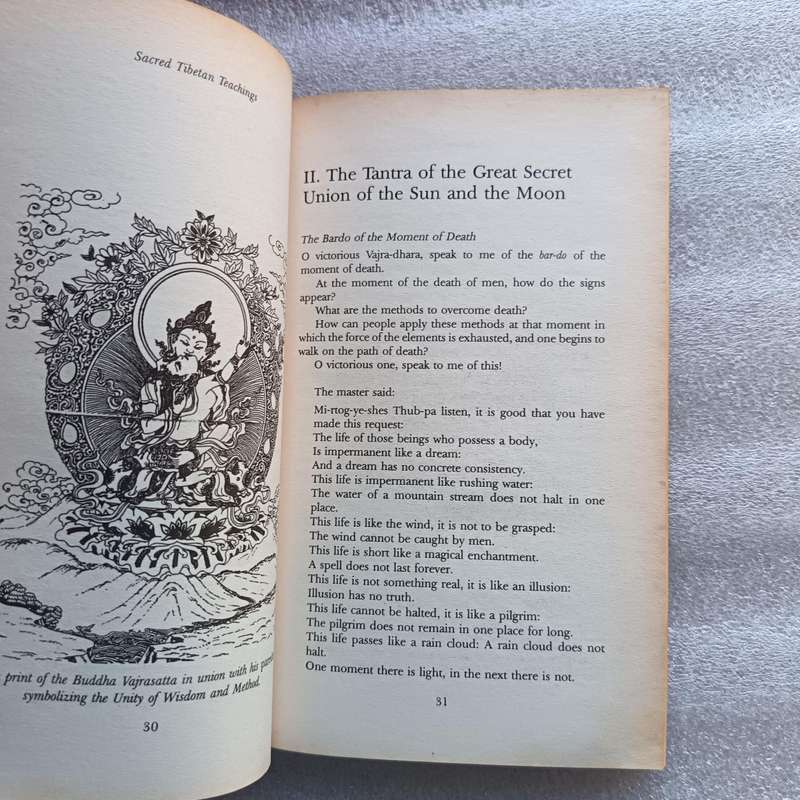 Sacred Tibetan Teachings
print of the Buddha Vajrasatta in union with his
symbolizing the Unity of Wisdom and Method.
30
II. The Tantra of the Great Secret
Union of the Sun and the Moon
The Bardo of the Moment of Death
O victorious Vajra-dhara, speak to me of the bar-do of the
moment of death.
At the moment of the death of men, how do the signs
appear?
What are the methods to overcome death?
How can people apply these methods at that moment in
which the force of the elements is exhausted, and one begins to
walk on the path of death?
O victorious one, speak to me of this!
The master said:
Mi-rtog-ye-shes Thub-pa listen, it is good that you have
made this request:
The life of those beings who possess a body,
Is impermanent like a dream:
And a dream has no concrete consistency.
This life is impermanent like rushing water:
The water of a mountain stream does not halt in one
place.
This life is like the wind, it is not to be grasped:
The wind cannot be caught by men.
This life is short like a magical enchantment.
A spell does not last forever.
This life is not something real, it is like an illusion:
Illusion has no truth.
This life cannot be halted, it is like a pilgrim:
The pilgrim does not remain in one place for long.
This life passes like a rain cloud: A rain cloud does not
halt.
One moment there is light, in the next there is not.
31